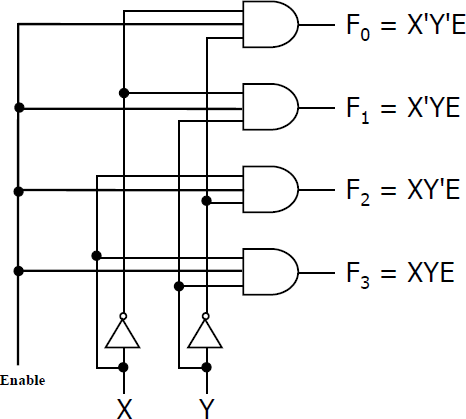 F₀ = X'Y'E
F₁ = X'YE
F₂ = XY'E
F₃ = XYE
Enable
X Y